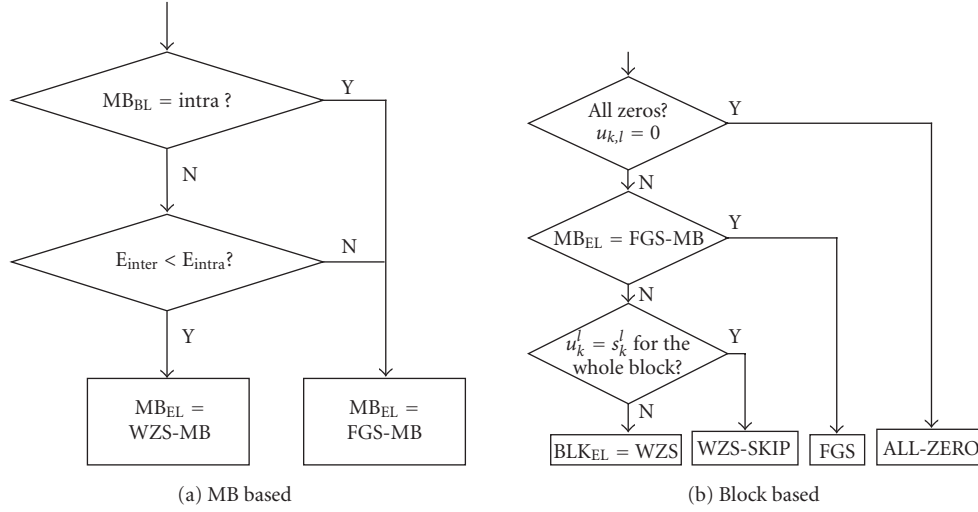 MB_BL = intra ?
Y
N
E_inter < E_intra?
N
Y
MB_EL =
WZS-MB
MB_EL =
FGS-MB
(a) MB based
All zeros?
u_{k,l} = 0
Y
N
MB_EL = FGS-MB
Y
N
u_k^l = s_k^l for the
whole block?
Y
N
BLK_EL = WZS
WZS-SKIP
FGS
ALL-ZERO
(b) Block based